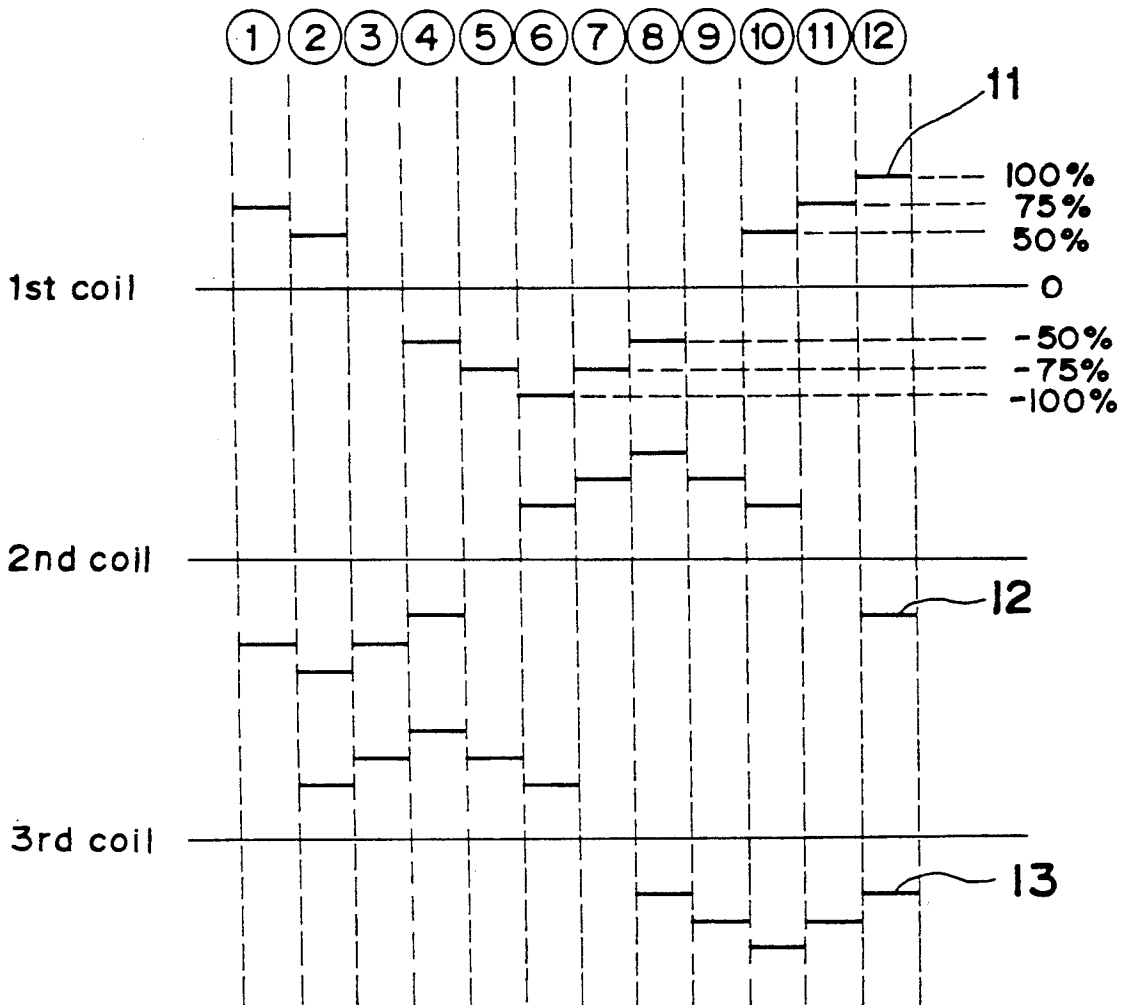 ① ② ③ ④ ⑤ ⑥ ⑦ ⑧ ⑨ ⑩ ⑪ ⑫
11
100%
75%
50%
1st coil
0
-50%
-75%
-100%
2nd coil
12
3rd coil
13